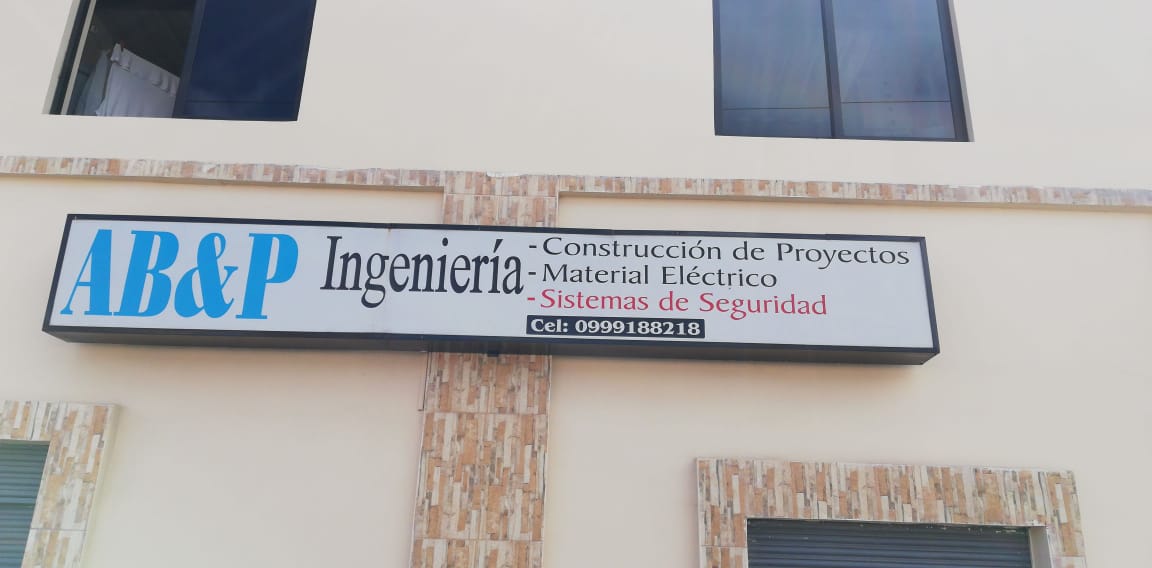 AB&P Ingeniería
- Construcción de Proyectos
- Material Eléctrico
- Sistemas de Seguridad
Cel: 0999188218